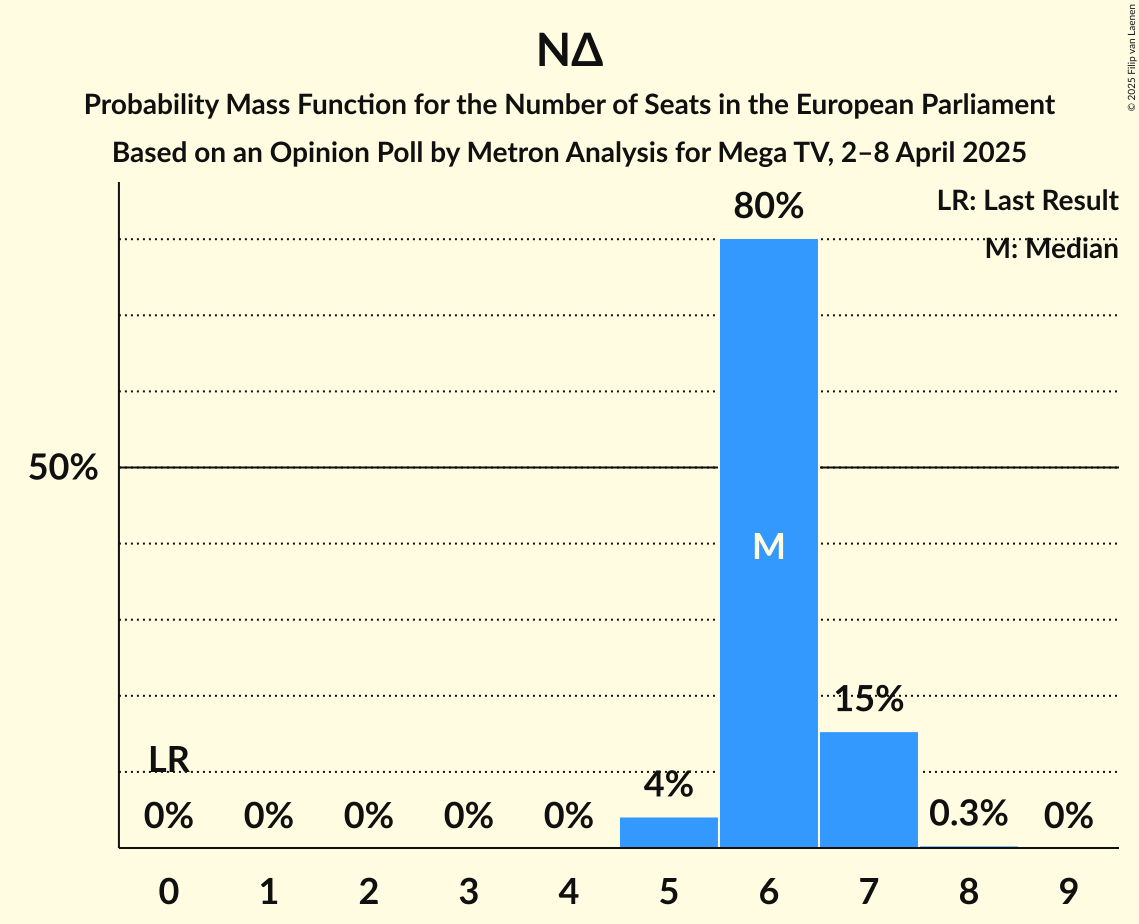 ΝΔ
Probability Mass Function for the Number of Seats in the European Parliament
Based on an Opinion Poll by Metron Analysis for Mega TV, 2–8 April 2025
© 2025 Filip van Laenen
LR: Last Result
M: Median
80%
50%
M
15%
LR
4%
0% 0% 0% 0% 0% 0.3% 0%
0 1 2 3 4 5 6 7 8 9